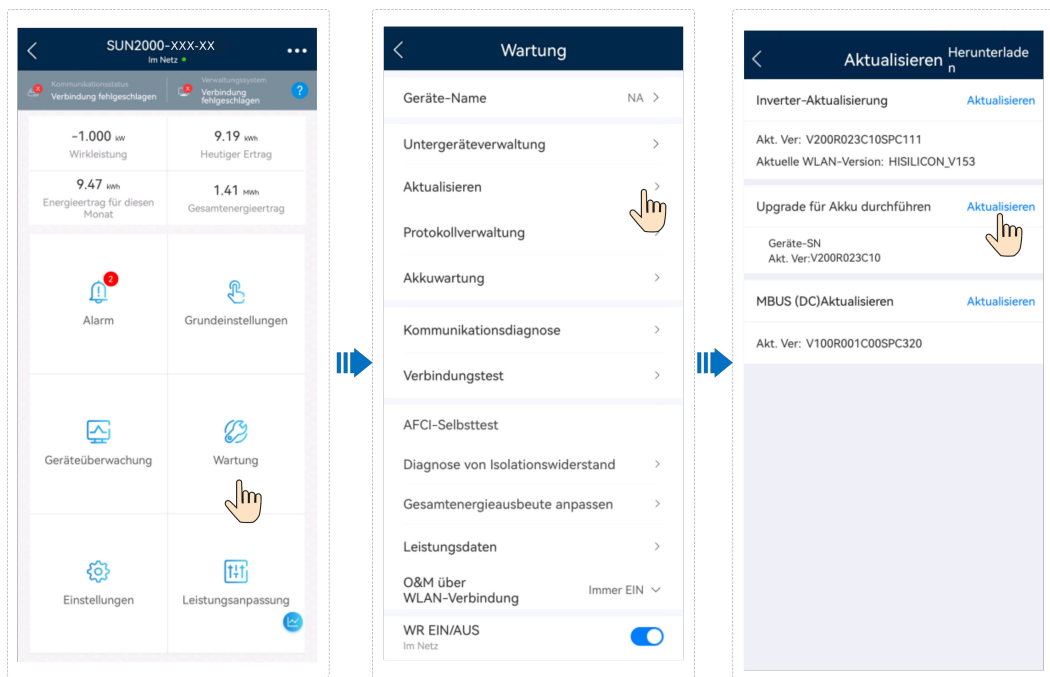 SUN2000-XXX-XX
Im Netz
Kommunikationsstatus
Verbindung fehlgeschlagen
Verwaltungssystem
Verbindung
fehlgeschlagen
?
-1.000 kW
Wirkleistung
9.19 kWh
Heutiger Ertrag
9.47 kWh
Energieertrag für diesen
Monat
1.41 MWh
Gesamtenergieertrag
2
Alarm
Grundeinstellungen
Geräteüberwachung
Wartung
Einstellungen
Leistungsanpassung
Wartung
Geräte-Name NA
Untergeräteverwaltung
Aktualisieren
Protokollverwaltung
Akkuwartung
Kommunikationsdiagnose
Verbindungstest
AFCI-Selbsttest
Diagnose von Isolationswiderstand
Gesamtenergieausbeute anpassen
Leistungsdaten
O&M über
WLAN-Verbindung Immer EIN
WR EIN/AUS
Im Netz
Aktualisieren Herunterlade
n
Inverter-Aktualisierung Aktualisieren
Akt. Ver: V200R023C10SPC111
Aktuelle WLAN-Version: HISILICON_V153
Upgrade für Akku durchführen Aktualisieren
Geräte-SN
Akt. Ver:V200R023C10
MBUS (DC)Aktualisieren Aktualisieren
Akt. Ver: V100R001C00SPC320